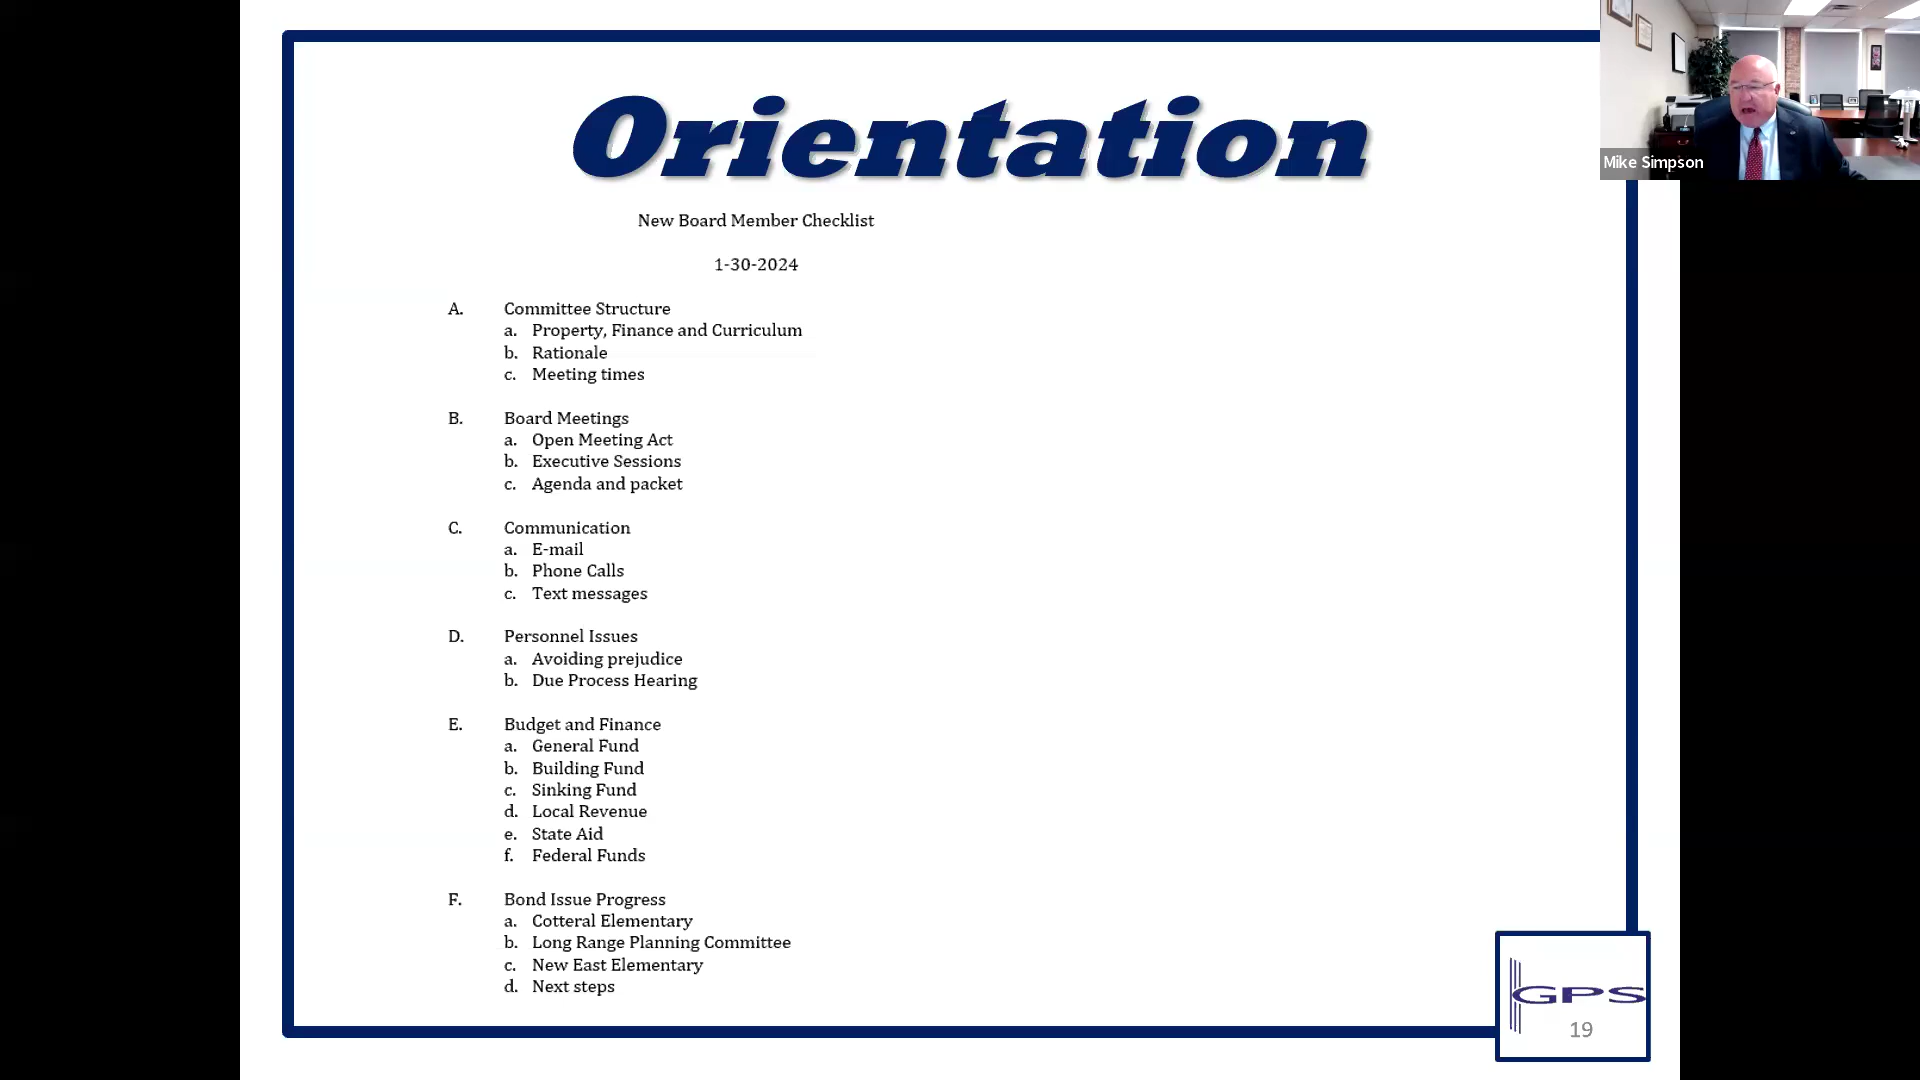 Orientation
Mike Simpson
New Board Member Checklist
1-30-2024
A. Committee Structure
a. Property, Finance and Curriculum
b. Rationale
c. Meeting times
B. Board Meetings
a. Open Meeting Act
b. Executive Sessions
c. Agenda and packet
C. Communication
a. E-mail
b. Phone Calls
c. Text messages
D. Personnel Issues
a. Avoiding prejudice
b. Due Process Hearing
E. Budget and Finance
a. General Fund
b. Building Fund
c. Sinking Fund
d. Local Revenue
e. State Aid
f. Federal Funds
F. Bond Issue Progress
a. Cotteral Elementary
b. Long Range Planning Committee
c. New East Elementary
d. Next steps
GPS
19